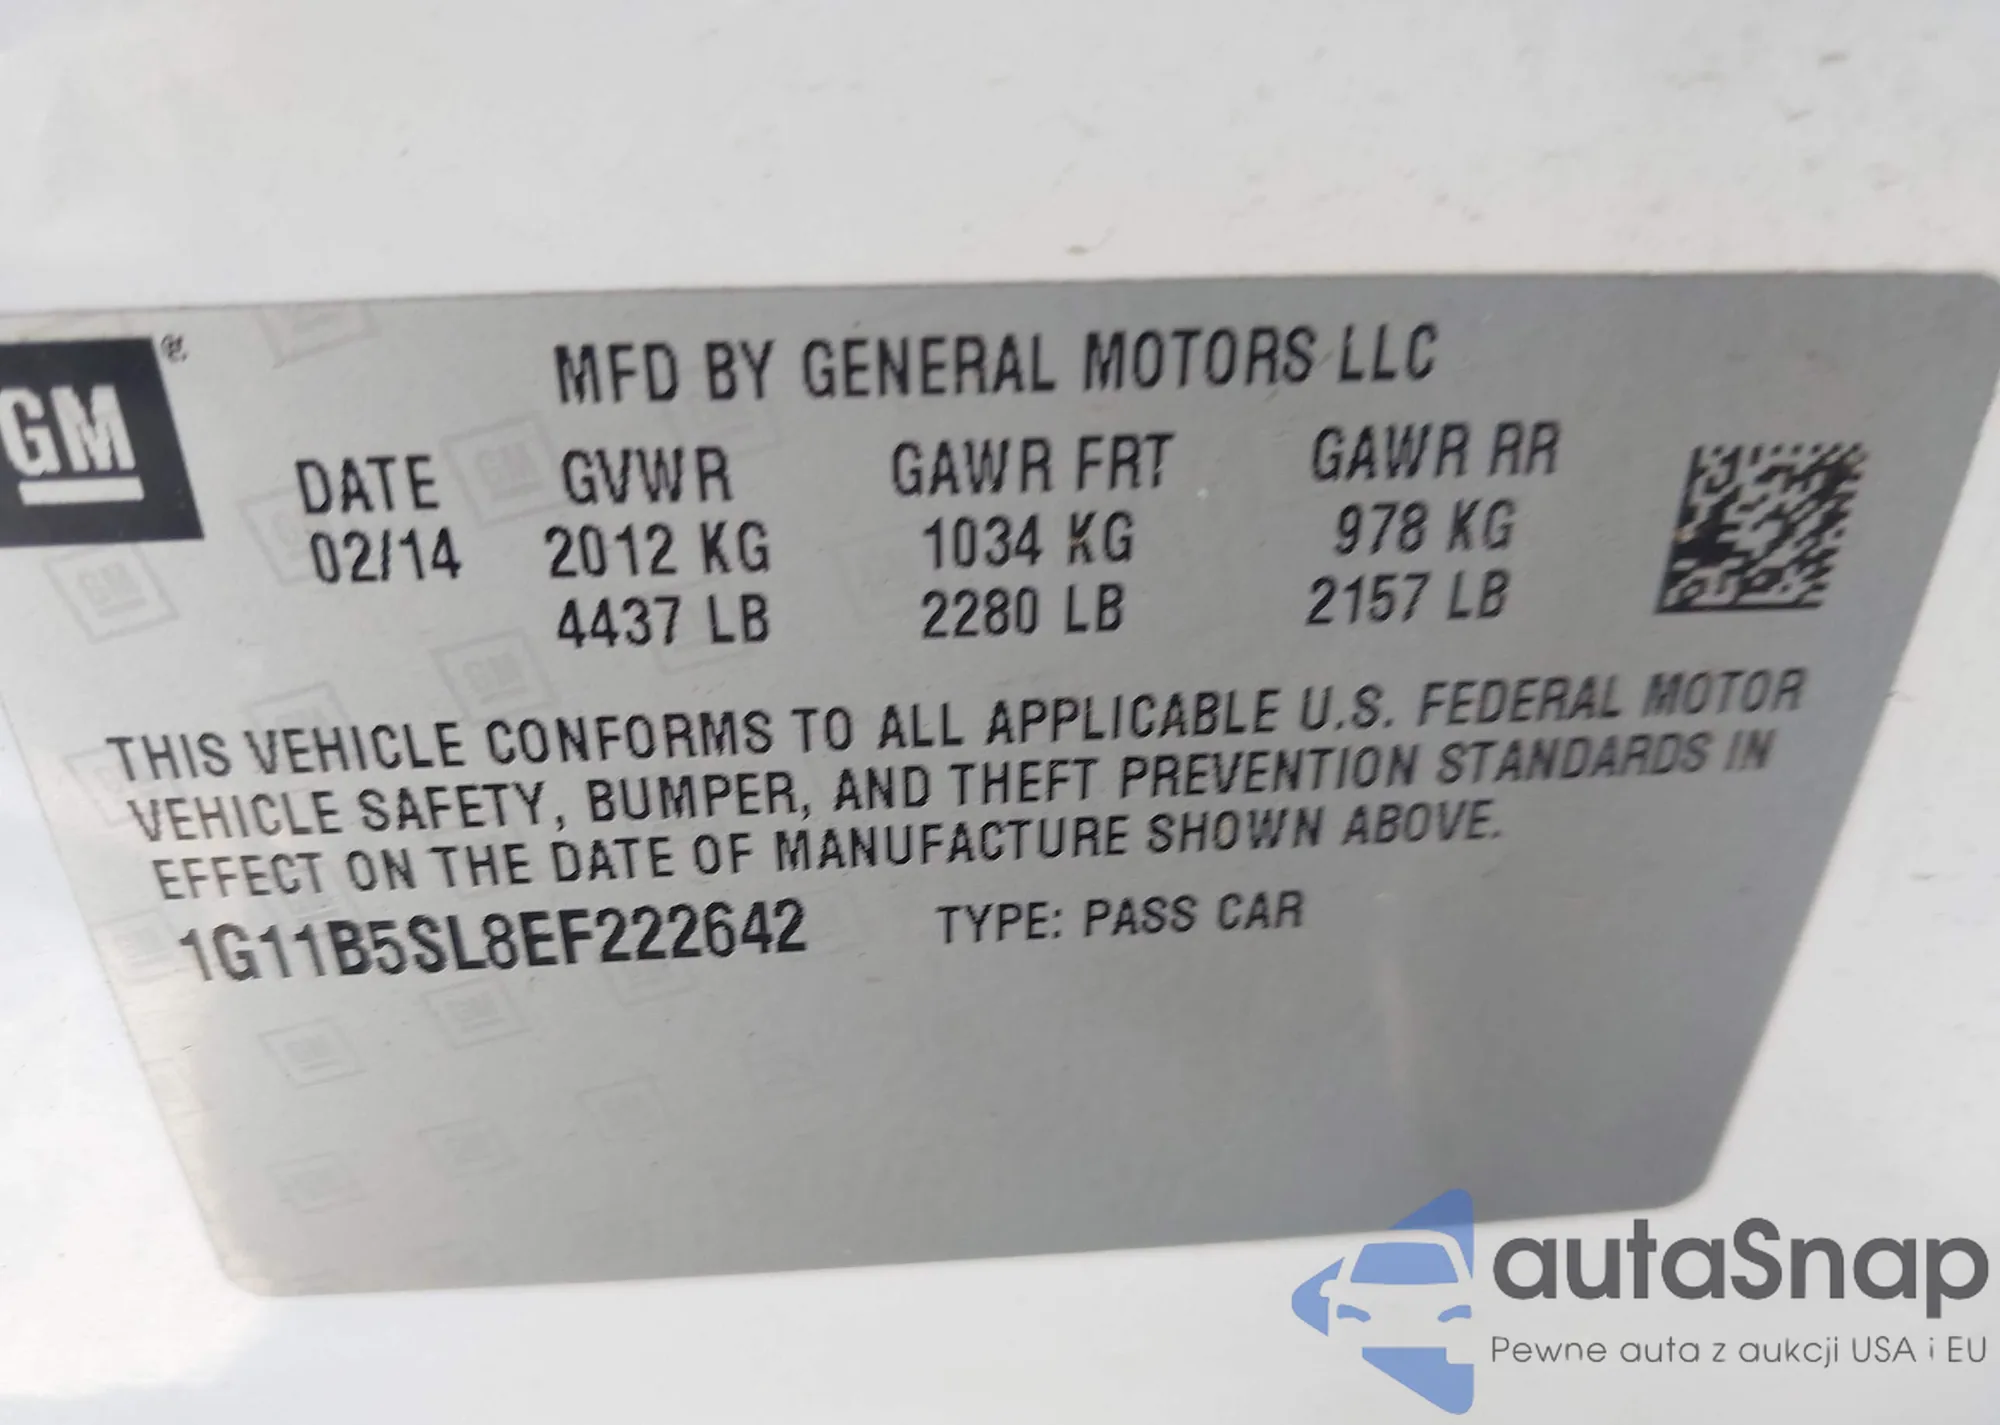 GM
MFD BY GENERAL MOTORS LLC
DATE GVWR GAWR FRT GAWR RR
02/14 2012 KG 1034 KG 978 KG
4437 LB 2280 LB 2157 LB
THIS VEHICLE CONFORMS TO ALL APPLICABLE U.S. FEDERAL MOTOR
VEHICLE SAFETY, BUMPER, AND THEFT PREVENTION STANDARDS IN
EFFECT ON THE DATE OF MANUFACTURE SHOWN ABOVE.
1G11B5SL8EF222642 TYPE: PASS CAR
autaSnap
Pewne auta z aukcji USA i EU